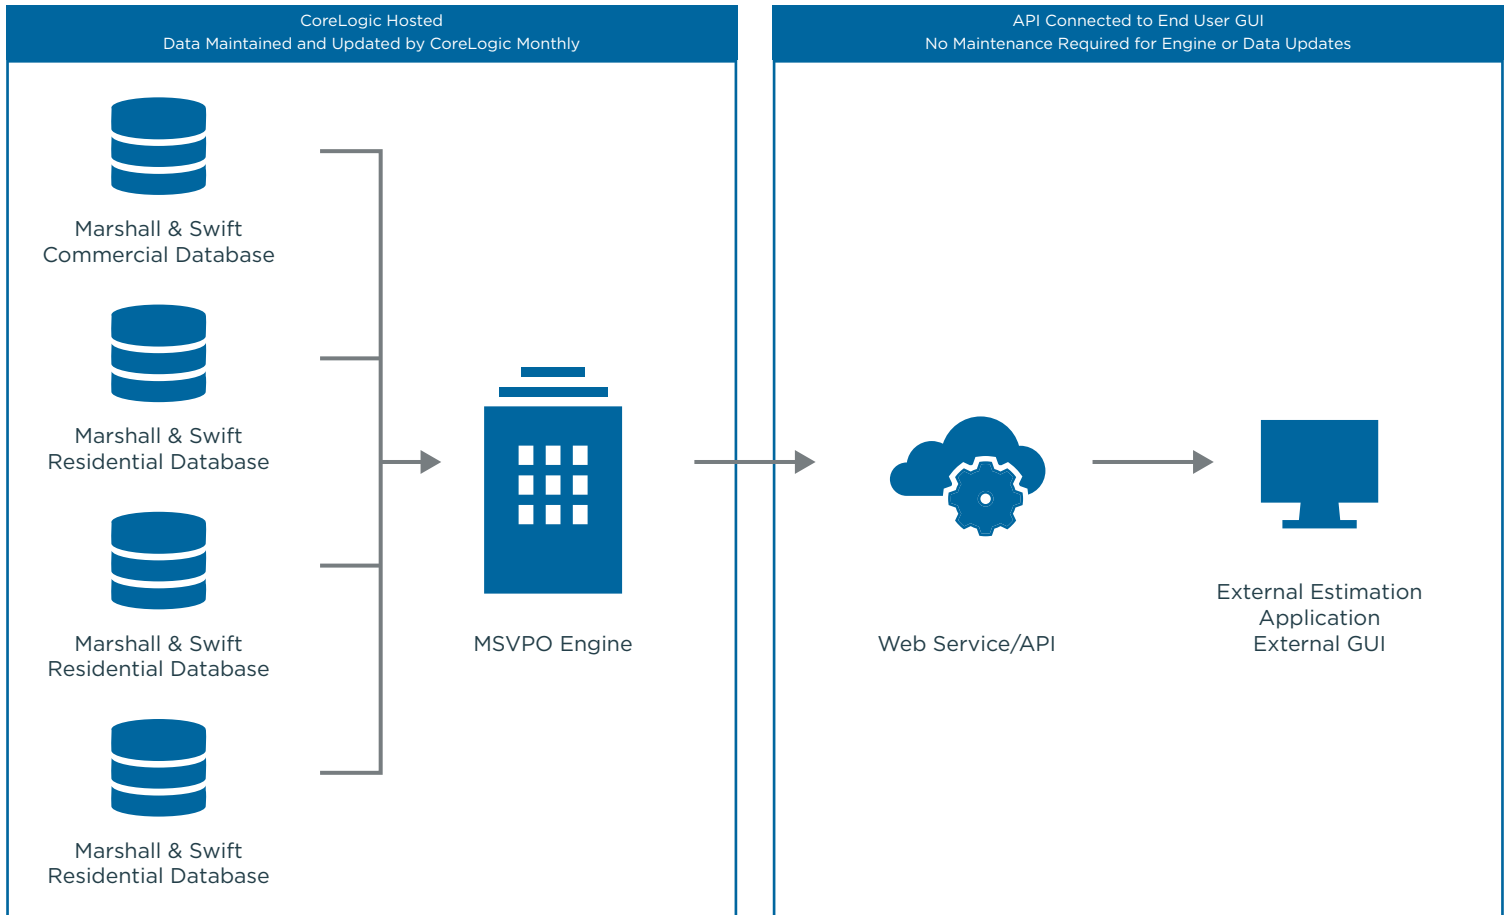 CoreLogic Hosted
Data Maintained and Updated by CoreLogic Monthly
Marshall & Swift
Commercial Database
Marshall & Swift
Residential Database
Marshall & Swift
Residential Database
Marshall & Swift
Residential Database
MSVPO Engine
API Connected to End User GUI
No Maintenance Required for Engine or Data Updates
Web Service/API
External Estimation
Application
External GUI